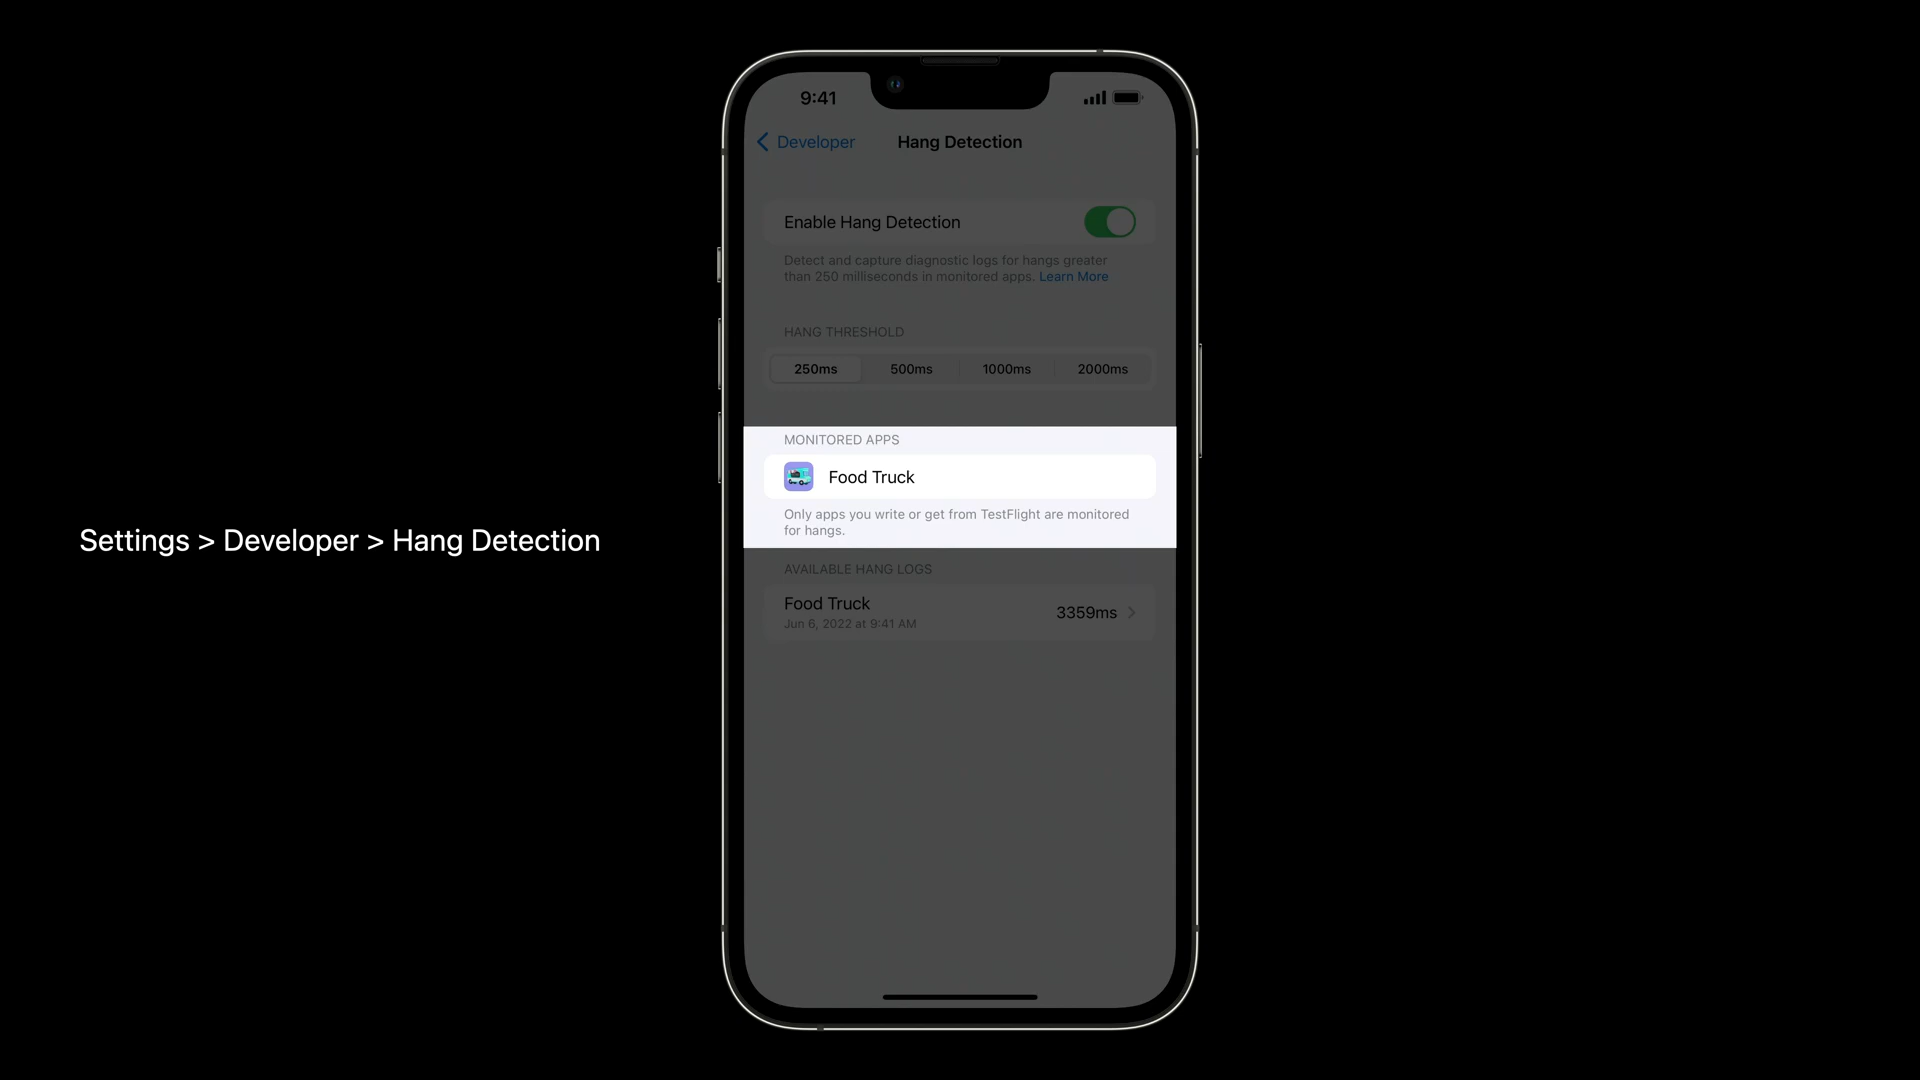 Settings > Developer > Hang Detection
9:41
Developer
Hang Detection
Enable Hang Detection
Detect and capture diagnostic logs for hangs greater
than 250 milliseconds in monitored apps. Learn More
HANG THRESHOLD
250ms
500ms
1000ms
2000ms
MONITORED APPS
Food Truck
Only apps you write or get from TestFlight are monitored
for hangs.
AVAILABLE HANG LOGS
Food Truck
3359ms
Jun 6, 2022 at 9:41 AM